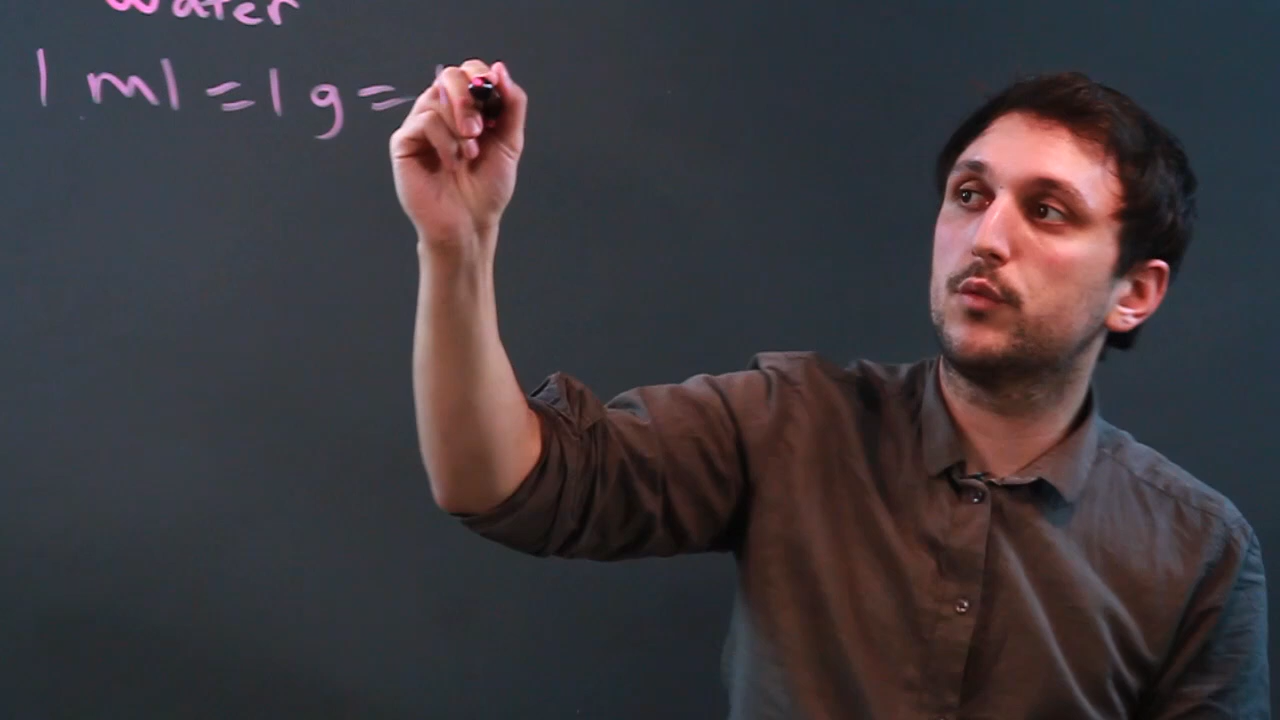 water
1 ml = 1 g =